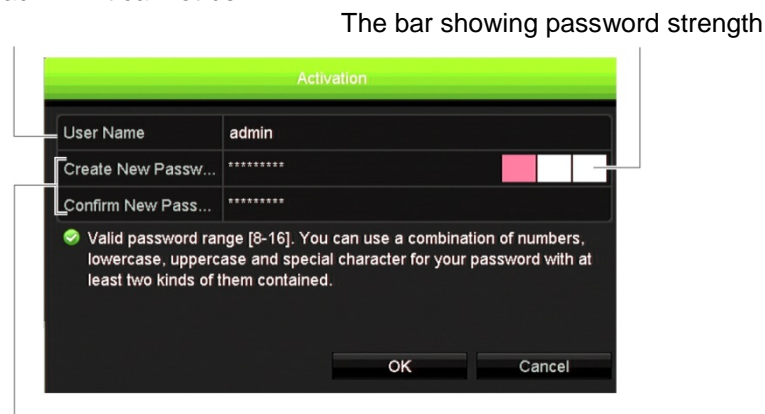 The bar showing password strength
Activation
User Name admin
Create New Passw... *********
Confirm New Pass... *********
Valid password range [8-16]. You can use a combination of numbers,
lowercase, uppercase and special character for your password with at
least two kinds of them contained.
OK Cancel